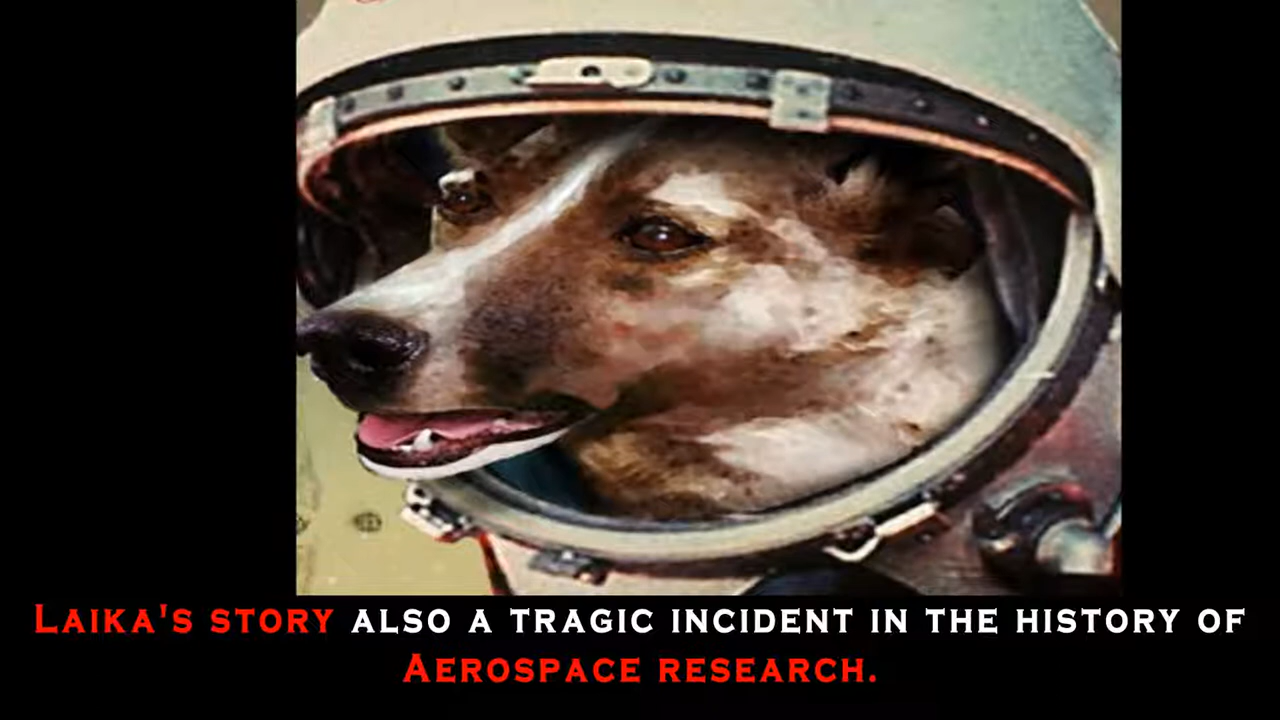 Laika's story also a tragic incident in the history of
Aerospace research.